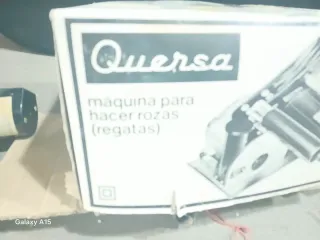 Quersa
máquina para
hacer rozas
(regatas)
Galaxy A15